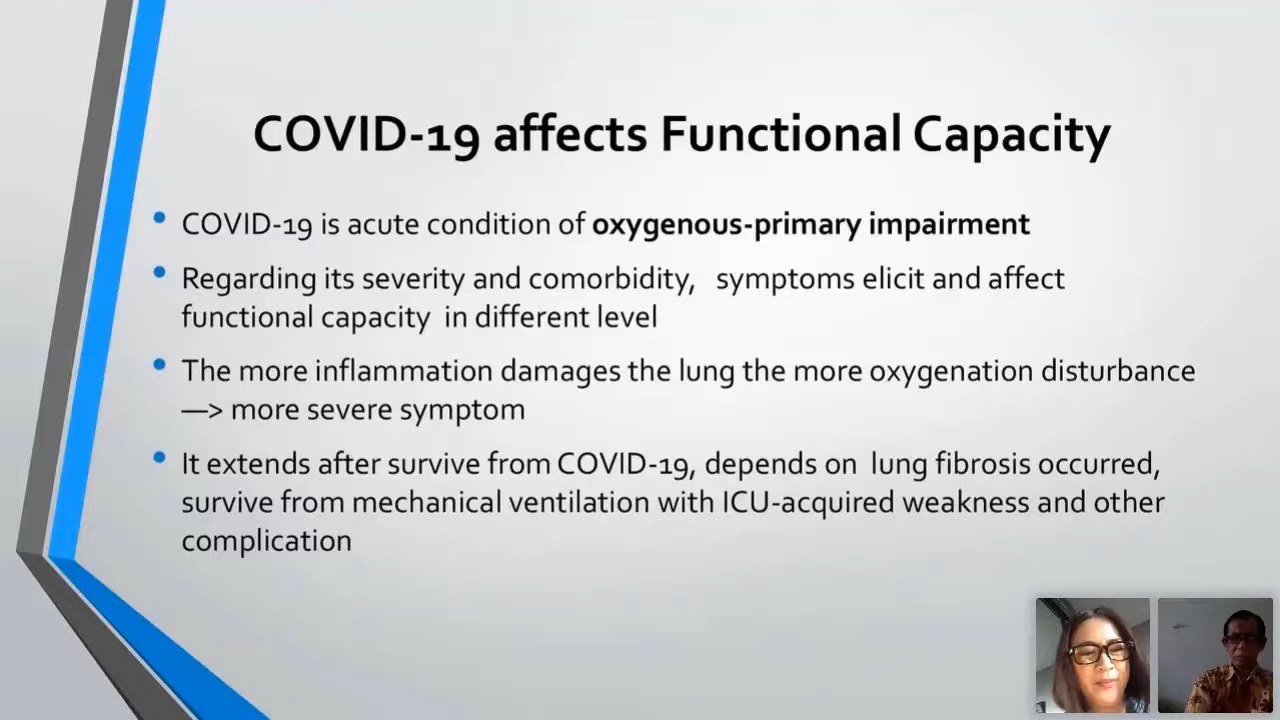 COVID-19 affects Functional Capacity
• COVID-19 is acute condition of oxygenous-primary impairment
• Regarding its severity and comorbidity, symptoms elicit and affect
functional capacity in different level
• The more inflammation damages the lung the more oxygenation disturbance
—> more severe symptom
• It extends after survive from COVID-19, depends on lung fibrosis occurred,
survive from mechanical ventilation with ICU-acquired weakness and other
complication